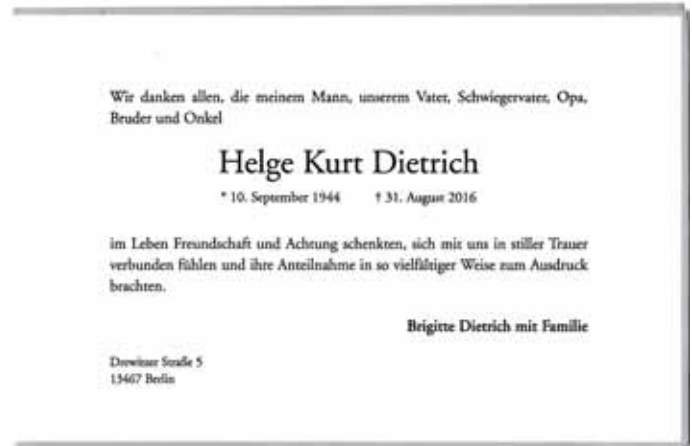 Wir danken allen, die meinem Mann, unserem Vater, Schwiegervater, Opa,
Bruder und Onkel
Helge Kurt Dietrich
* 10. September 1944 † 31. August 2016
im Leben Freundschaft und Achtung schenkten, sich mit uns in stiller Trauer
verbunden fühlen und ihre Anteilnahme in so vielfältiger Weise zum Ausdruck
brachten.
Brigitte Dietrich mit Familie
Drewitzer Straße 5
13467 Berlin